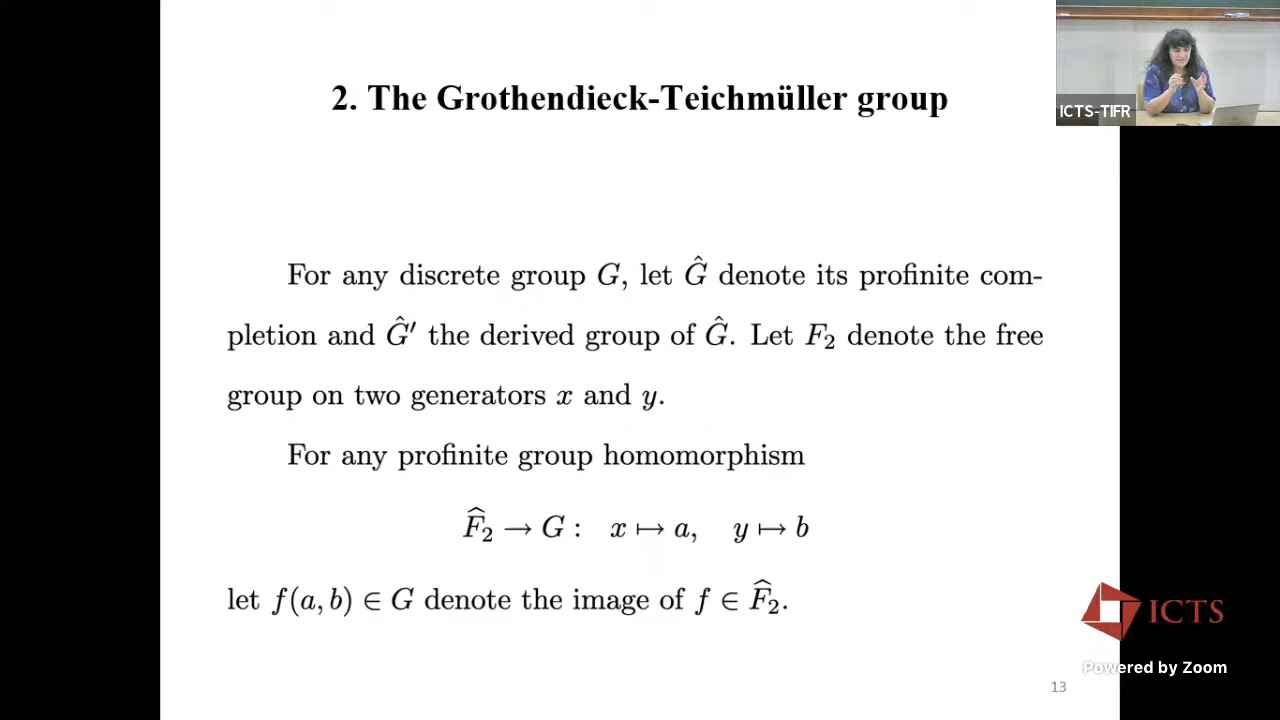 2. The Grothendieck-Teichmüller group
ICTS-TIFR
For any discrete group G, let Ĝ denote its profinite com-
pletion and Ĝ′ the derived group of Ĝ. Let F₂ denote the free
group on two generators x and y.
For any profinite group homomorphism
F̂₂ → G : x ↦ a, y ↦ b
let f(a, b) ∈ G denote the image of f ∈ F̂₂.
ICTS
Powered by Zoom
13